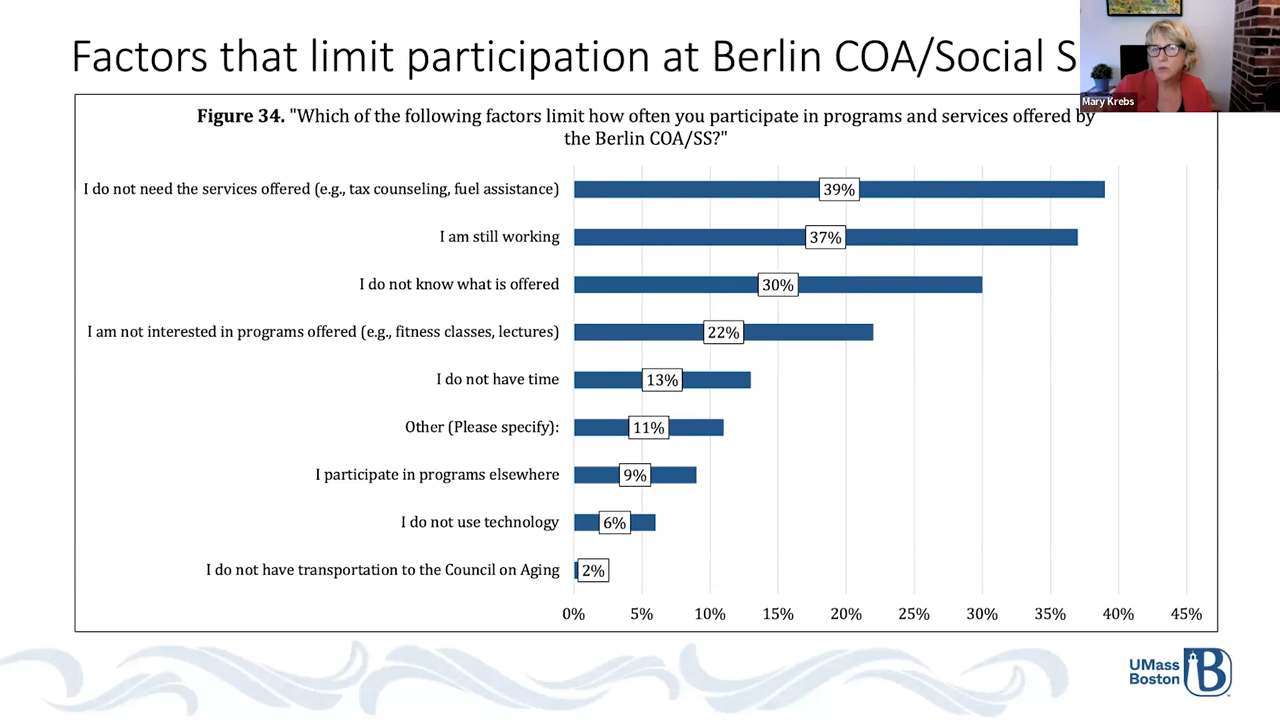 Factors that limit participation at Berlin COA/Social S
Mary Krebs
Figure 34. "Which of the following factors limit how often you participate in programs and services offered by
the Berlin COA/SS?"
I do not need the services offered (e.g., tax counseling, fuel assistance)
39%
I am still working
37%
I do not know what is offered
30%
I am not interested in programs offered (e.g., fitness classes, lectures)
22%
I do not have time
13%
Other (Please specify):
11%
I participate in programs elsewhere
9%
I do not use technology
6%
I do not have transportation to the Council on Aging
2%
0% 5% 10% 15% 20% 25% 30% 35% 40% 45%
UMass
Boston
B